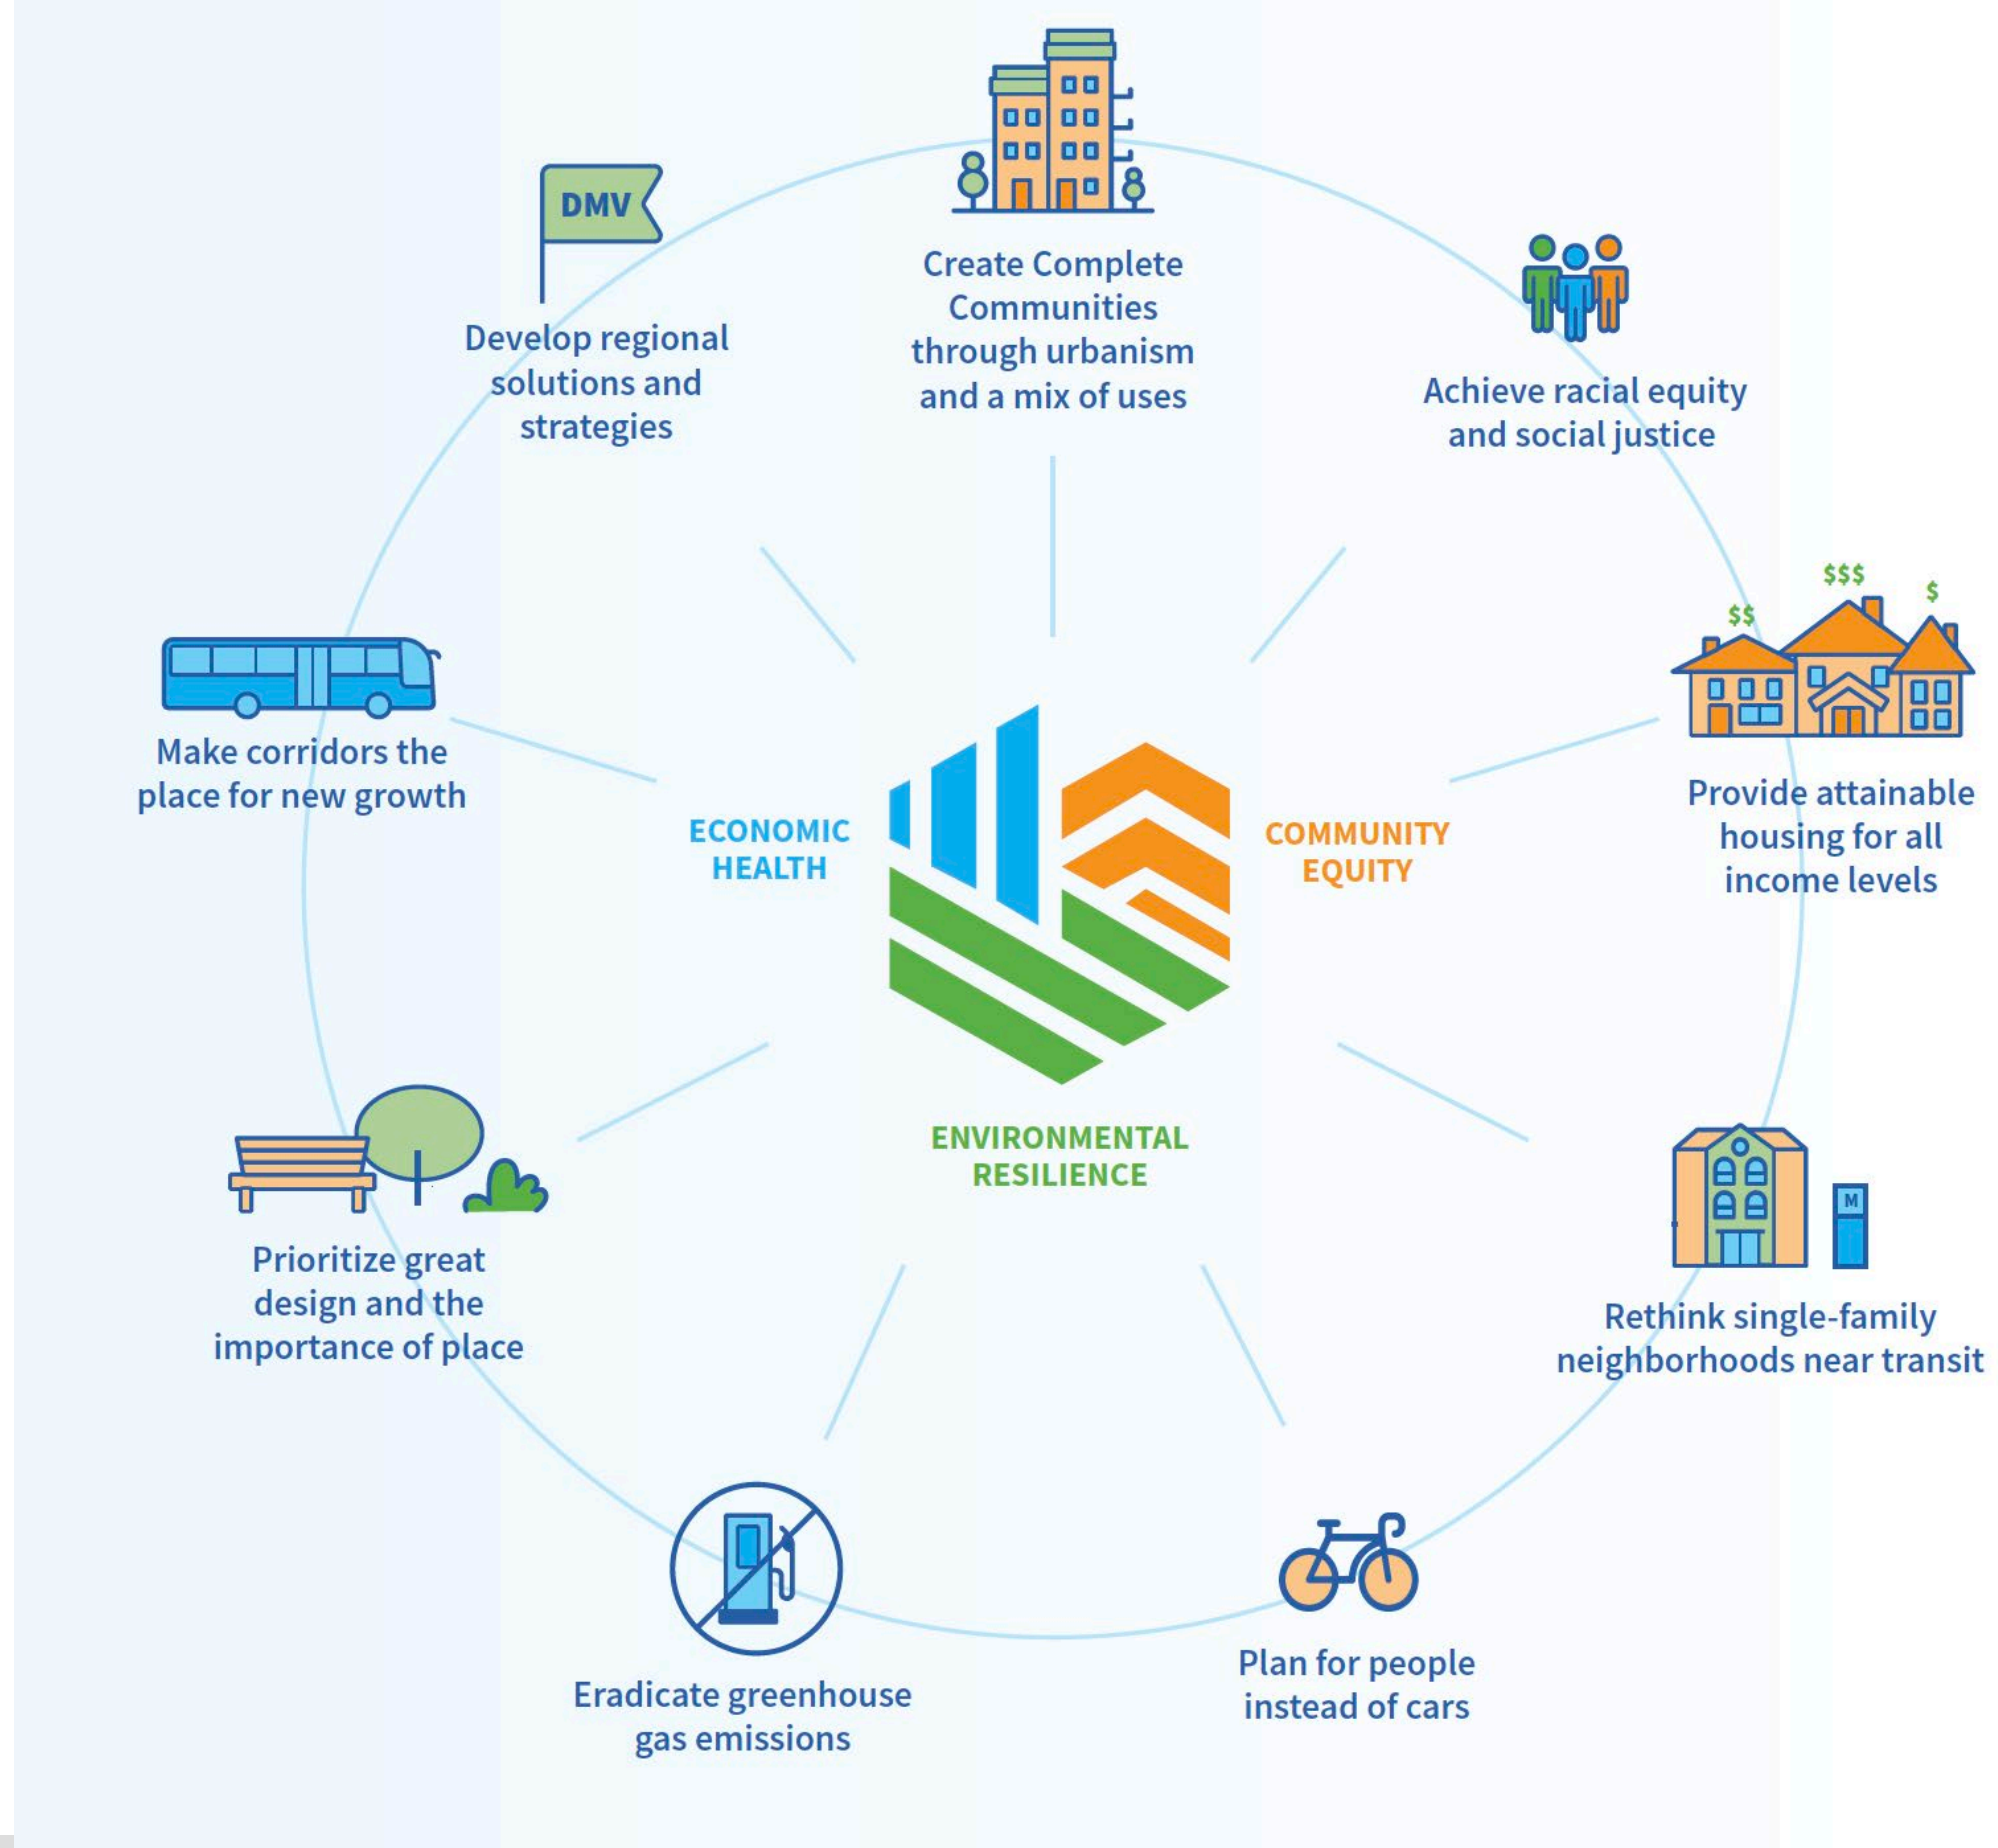 DMV
Develop regional
solutions and
strategies
Create Complete
Communities
through urbanism
and a mix of uses
Achieve racial equity
and social justice
$$
$$$
$
Provide attainable
housing for all
income levels
Make corridors the
place for new growth
ECONOMIC
HEALTH
COMMUNITY
EQUITY
ENVIRONMENTAL
RESILIENCE
M
Rethink single-family
neighborhoods near transit
Prioritize great
design and the
importance of place
Eradicate greenhouse
gas emissions
Plan for people
instead of cars